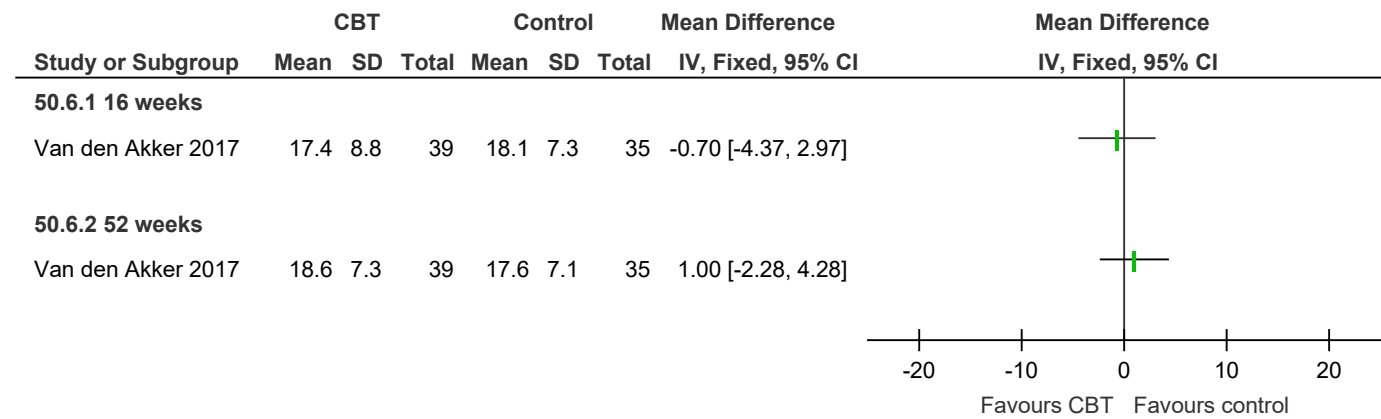 CBT Control Mean Difference Mean Difference
Study or Subgroup Mean SD Total Mean SD Total IV, Fixed, 95% CI IV, Fixed, 95% CI
50.6.1 16 weeks
Van den Akker 2017 17.4 8.8 39 18.1 7.3 35 -0.70 [-4.37, 2.97]
50.6.2 52 weeks
Van den Akker 2017 18.6 7.3 39 17.6 7.1 35 1.00 [-2.28, 4.28]
-20 -10 0 10 20
Favours CBT Favours control